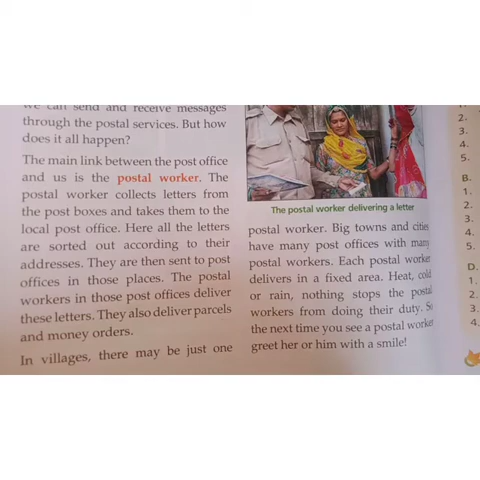 we can send and receive messages
through the postal services. But how
does it all happen?
The main link between the post office
and us is the postal worker. The
postal worker collects letters from
the post boxes and takes them to the
local post office. Here all the letters
are sorted out according to their
addresses. They are then sent to post
offices in those places. The postal
workers in those post offices deliver
these letters. They also deliver parcels
and money orders.
In villages, there may be just one
The postal worker delivering a letter
postal worker. Big towns and cities
have many post offices with many
postal workers. Each postal worker
delivers in a fixed area. Heat, cold
or rain, nothing stops the postal
workers from doing their duty. So
the next time you see a postal worker
greet her or him with a smile!
2.
3.
4.
5.
B.
1.
2.
3.
4.
5.
D.
1.
2.
3.
4.